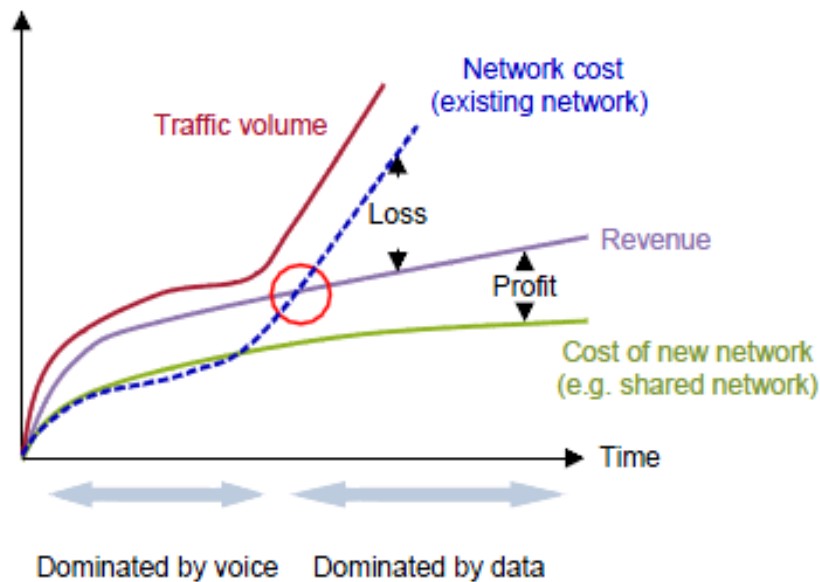 Network cost
(existing network)
Traffic volume
Loss
Revenue
Profit
Cost of new network
(e.g. shared network)
Time
Dominated by voice
Dominated by data